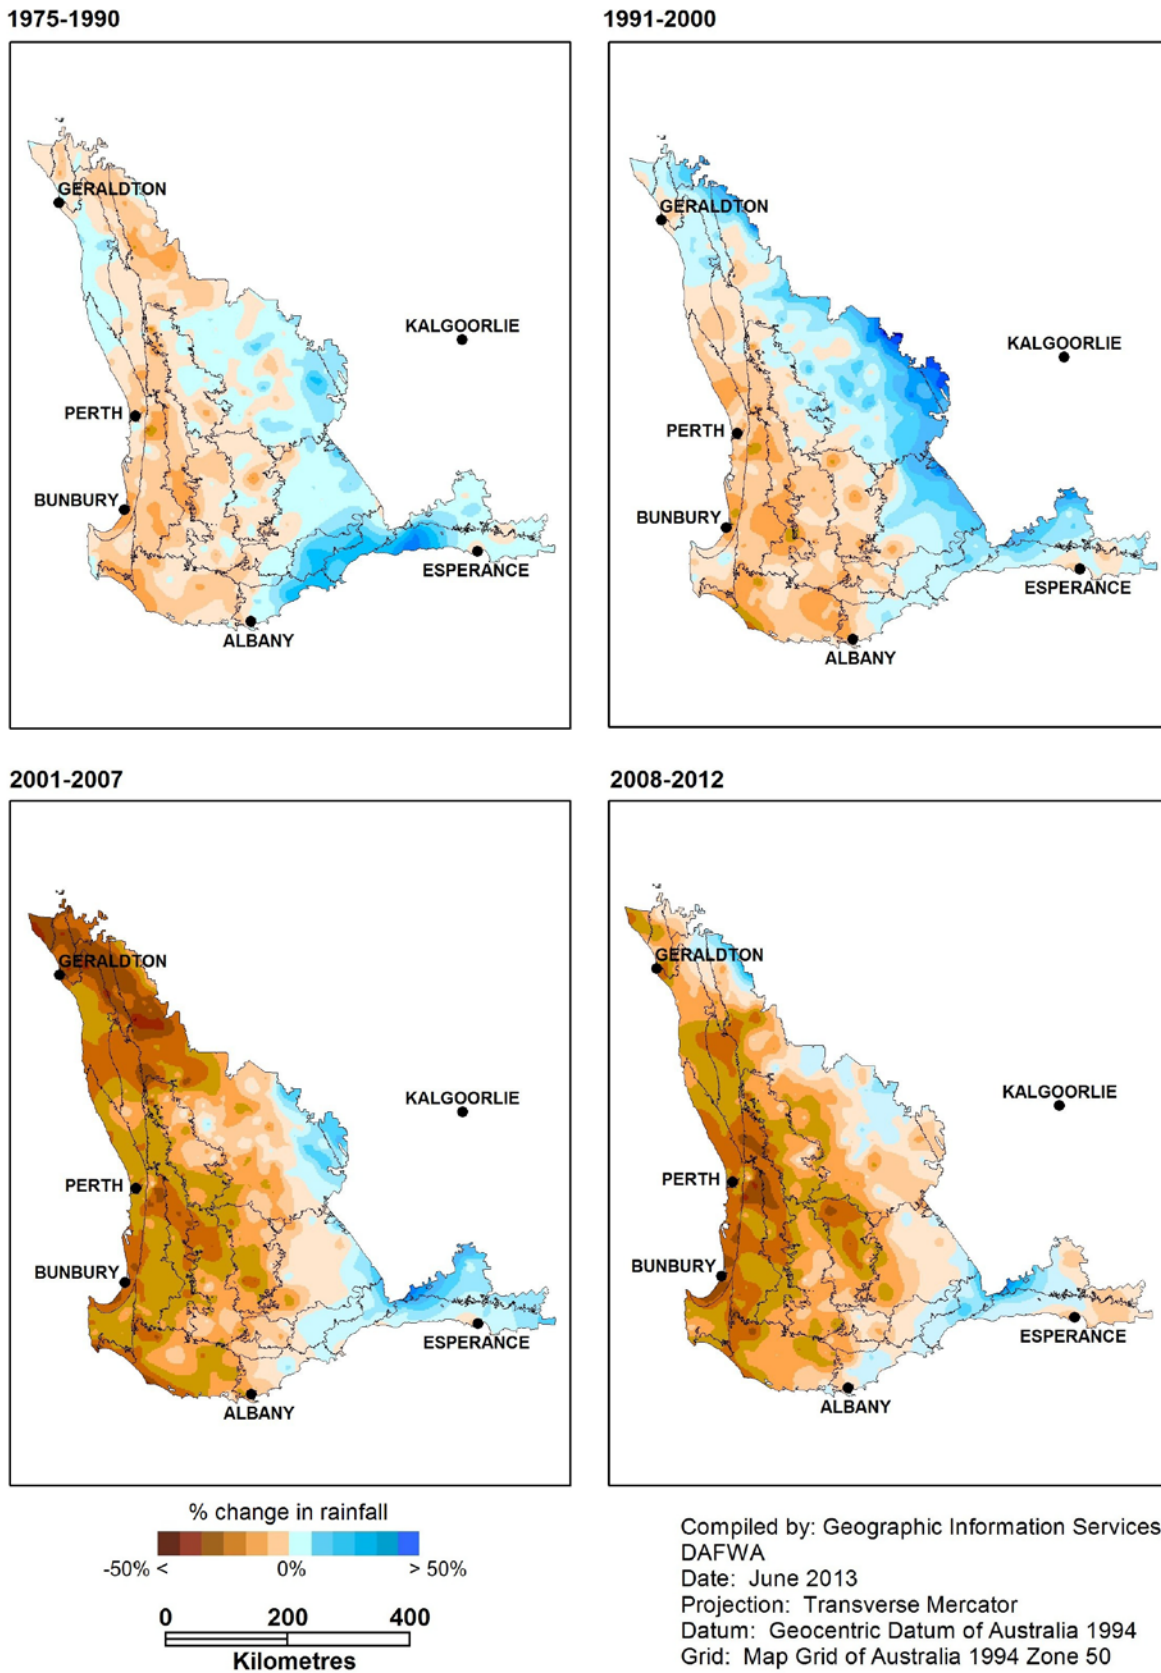 1975-1990
GERALDTON
KALGOORLIE
PERTH
BUNBURY
ESPERANCE
ALBANY
1991-2000
GERALDTON
KALGOORLIE
PERTH
BUNBURY
ESPERANCE
ALBANY
2001-2007
GERALDTON
KALGOORLIE
PERTH
BUNBURY
ESPERANCE
ALBANY
2008-2012
GERALDTON
KALGOORLIE
PERTH
BUNBURY
ESPERANCE
ALBANY
% change in rainfall
-50% < 0% > 50%
0 200 400
Kilometres
Compiled by: Geographic Information Services
DAFWA
Date: June 2013
Projection: Transverse Mercator
Datum: Geocentric Datum of Australia 1994
Grid: Map Grid of Australia 1994 Zone 50